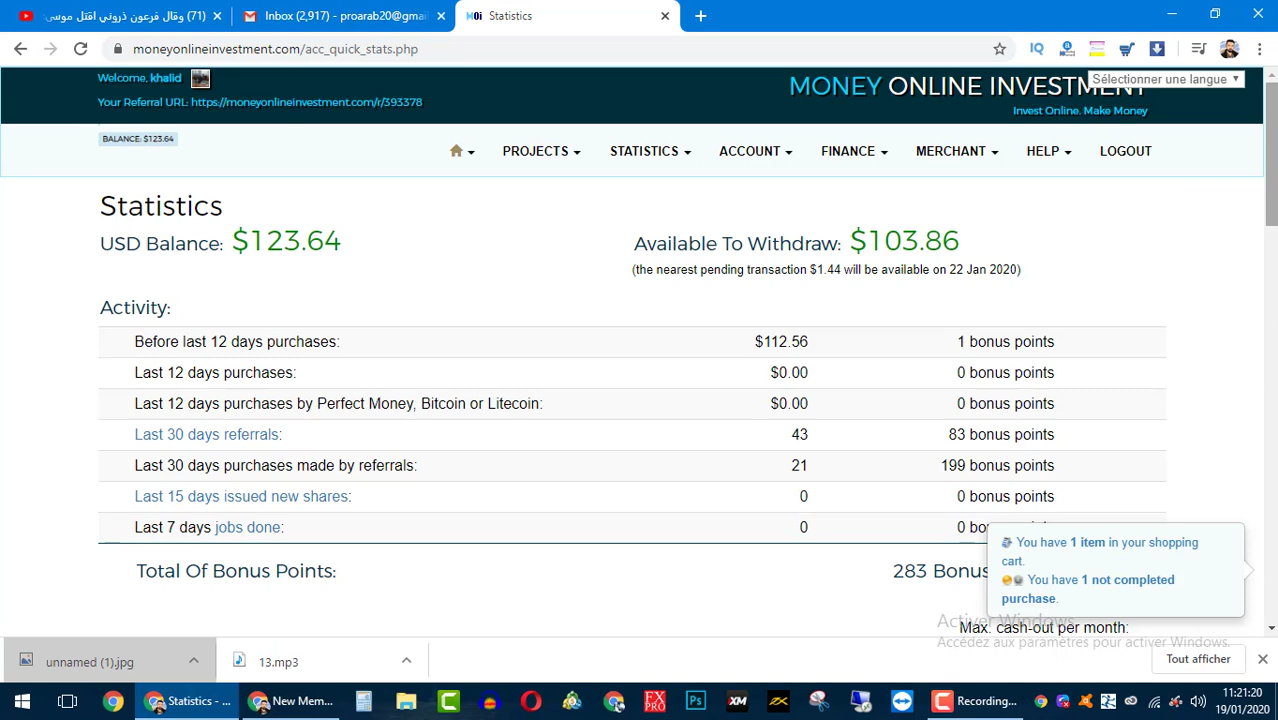 (71) وقال فرعون ذروني اقتل موسى
Inbox (2,917) - proarab20@gmai
M0i Statistics
moneyonlineinvestment.com/acc_quick_stats.php
Welcome, khalid
Your Referral URL: https://moneyonlineinvestment.com/r/393378
MONEY ONLINE INVESTMENT
Sélectionner une langue
Invest Online. Make Money
BALANCE: $123.64
PROJECTS STATISTICS ACCOUNT FINANCE MERCHANT HELP LOGOUT
Statistics
USD Balance: $123.64
Available To Withdraw: $103.86
(the nearest pending transaction $1.44 will be available on 22 Jan 2020)
Activity:
Before last 12 days purchases: $112.56 1 bonus points
Last 12 days purchases: $0.00 0 bonus points
Last 12 days purchases by Perfect Money, Bitcoin or Litecoin: $0.00 0 bonus points
Last 30 days referrals: 43 83 bonus points
Last 30 days purchases made by referrals: 21 199 bonus points
Last 15 days issued new shares: 0 0 bonus points
Last 7 days jobs done: 0 0 bo
Total Of Bonus Points: 283 Bonus
You have 1 item in your shopping
cart.
You have 1 not completed
purchase.
Max. cash-out per month:
Activer Windows
Accédez aux paramètres pour activer Windows.
unnamed (1).jpg
13.mp3
Tout afficher
Statistics - ...
New Mem...
FX PRO
Ps
XM
Recording...
11:21:20
19/01/2020